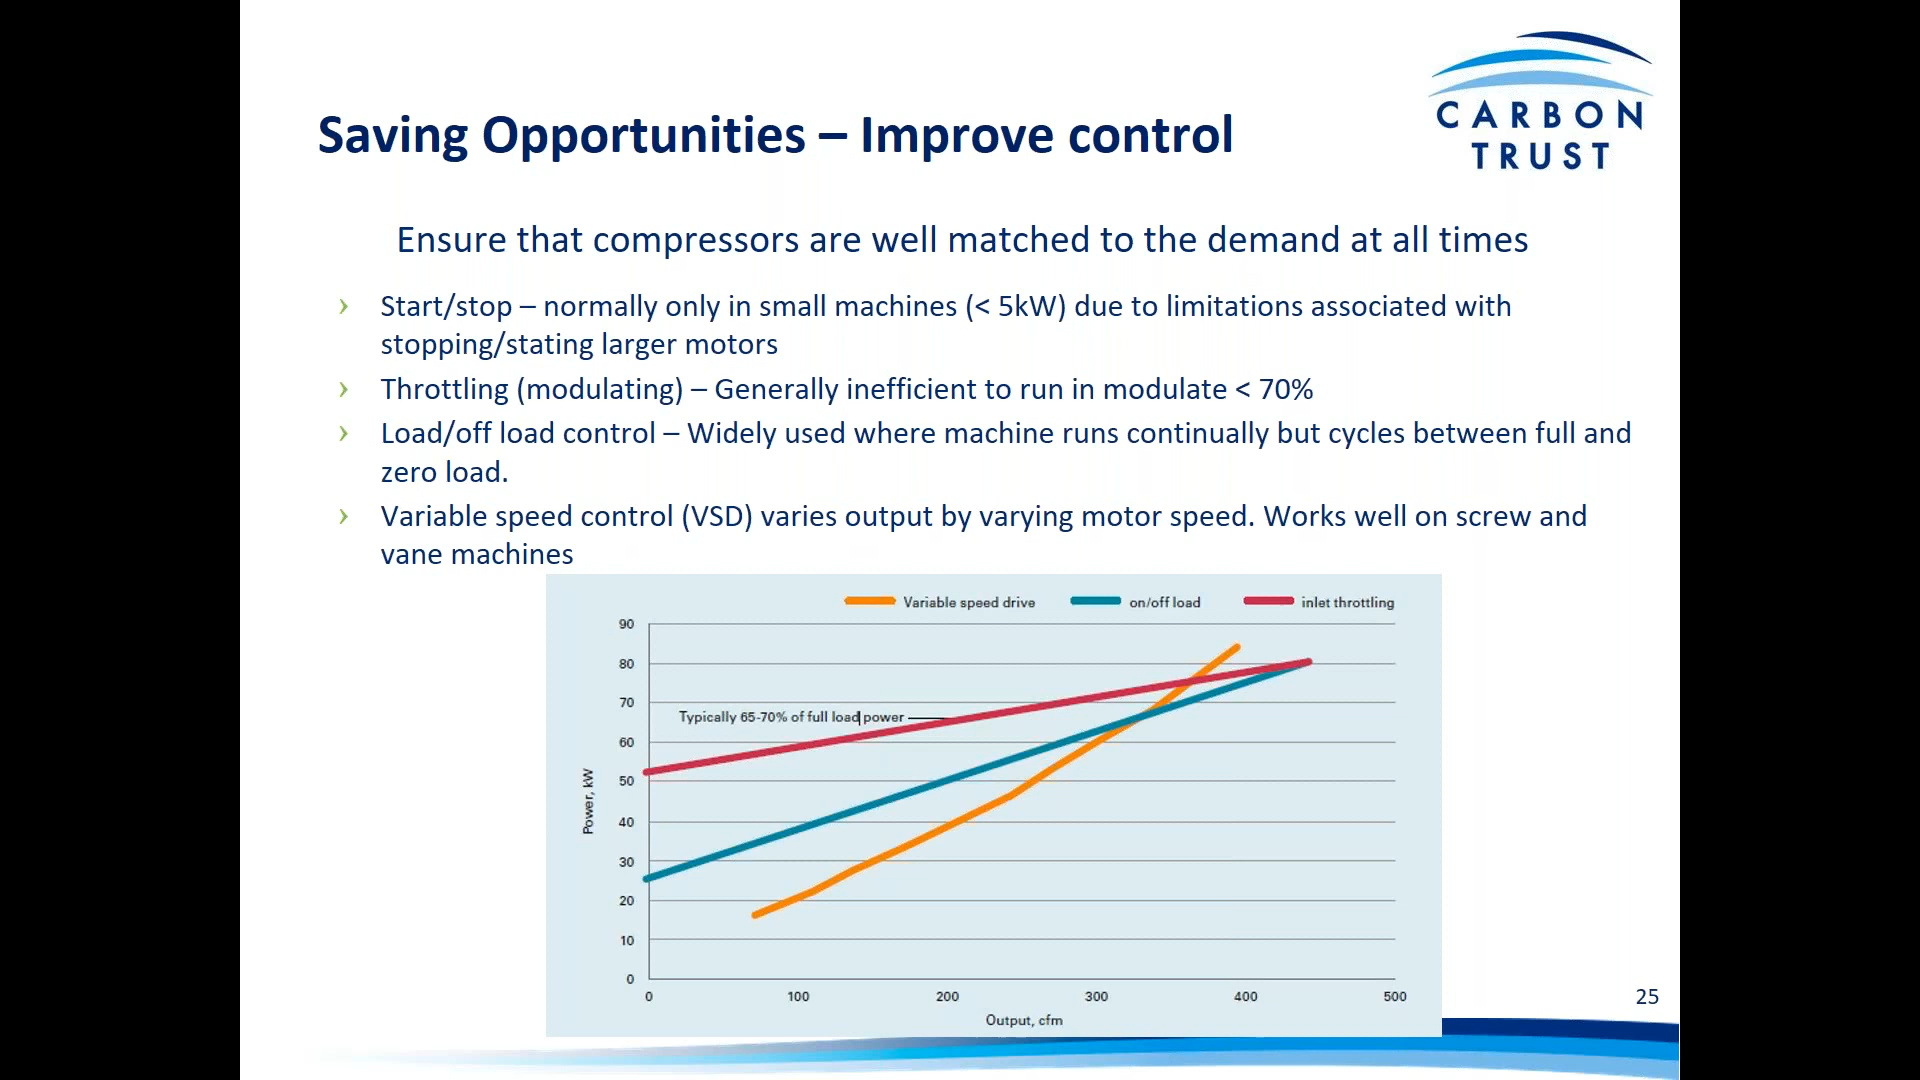 CARBON
TRUST
Saving Opportunities – Improve control
Ensure that compressors are well matched to the demand at all times
› Start/stop – normally only in small machines (< 5kW) due to limitations associated with
stopping/stating larger motors
› Throttling (modulating) – Generally inefficient to run in modulate < 70%
› Load/off load control – Widely used where machine runs continually but cycles between full and
zero load.
› Variable speed control (VSD) varies output by varying motor speed. Works well on screw and
vane machines
Variable speed drive on/off load inlet throttling
90
80
70
Typically 65-70% of full load power
60
50
40
30
20
10
0
Power, kW
0 100 200 300 400 500
Output, cfm
25